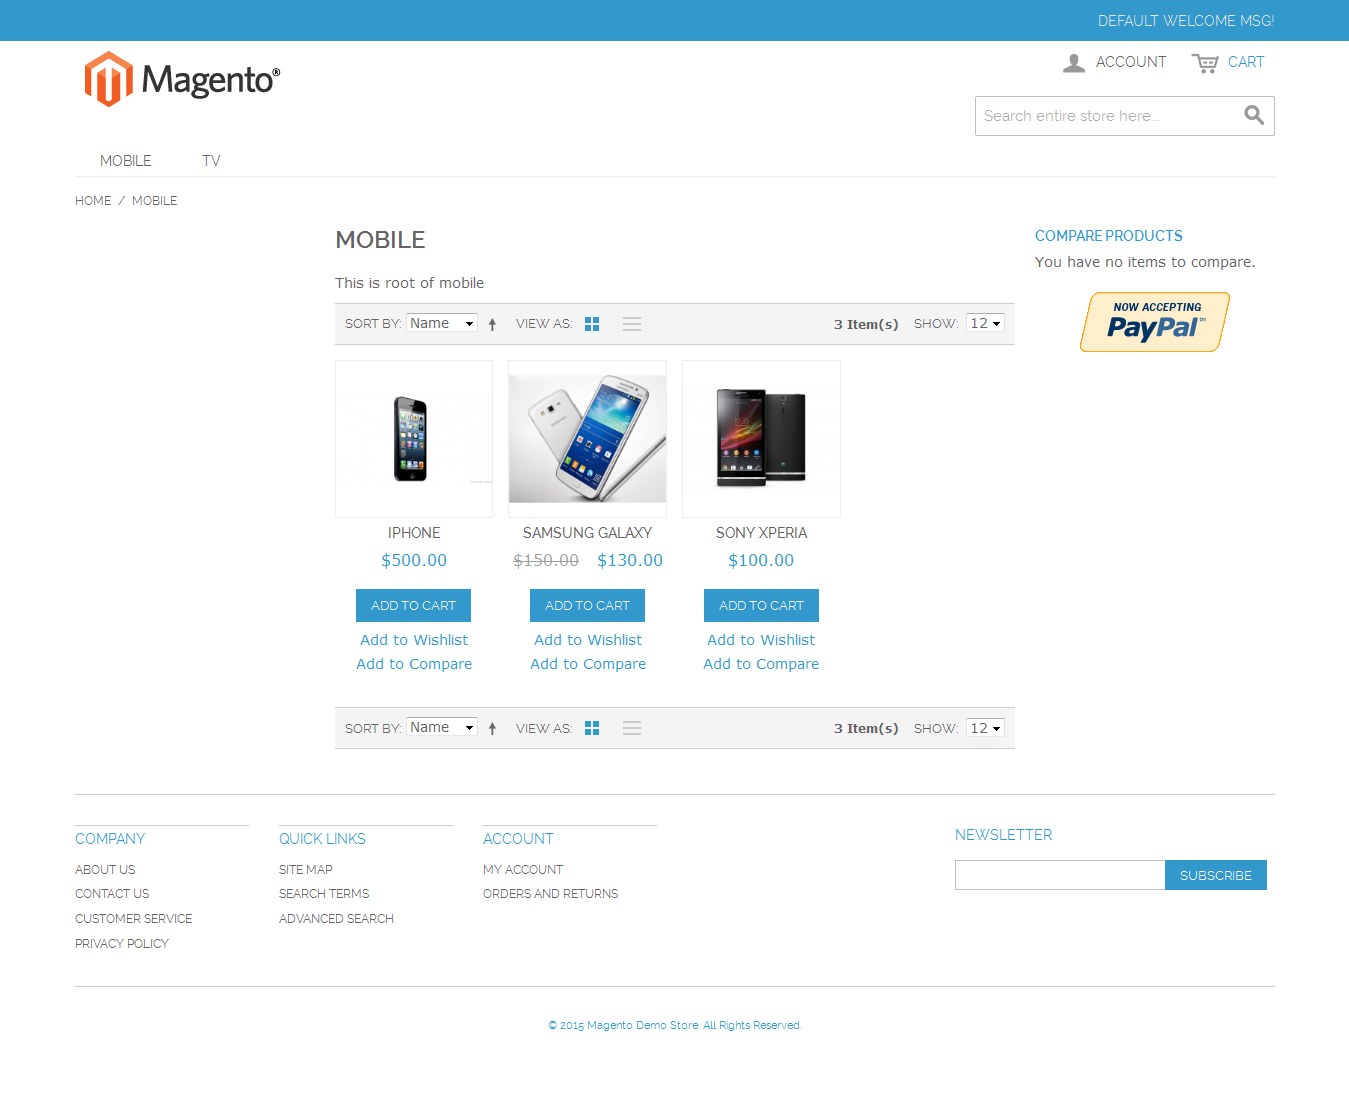 DEFAULT WELCOME MSG!
Magento®
ACCOUNT CART
Search entire store here...
MOBILE TV
HOME / MOBILE
MOBILE
This is root of mobile
SORT BY: Name VIEW AS: 3 Item(s) SHOW: 12
IPHONE
$500.00
ADD TO CART
Add to Wishlist
Add to Compare
SAMSUNG GALAXY
$150.00 $130.00
ADD TO CART
Add to Wishlist
Add to Compare
SONY XPERIA
$100.00
ADD TO CART
Add to Wishlist
Add to Compare
SORT BY: Name VIEW AS: 3 Item(s) SHOW: 12
COMPARE PRODUCTS
You have no items to compare.
NOW ACCEPTING
PayPal™
COMPANY
ABOUT US
CONTACT US
CUSTOMER SERVICE
PRIVACY POLICY
QUICK LINKS
SITE MAP
SEARCH TERMS
ADVANCED SEARCH
ACCOUNT
MY ACCOUNT
ORDERS AND RETURNS
NEWSLETTER
SUBSCRIBE
© 2015 Magento Demo Store. All Rights Reserved.